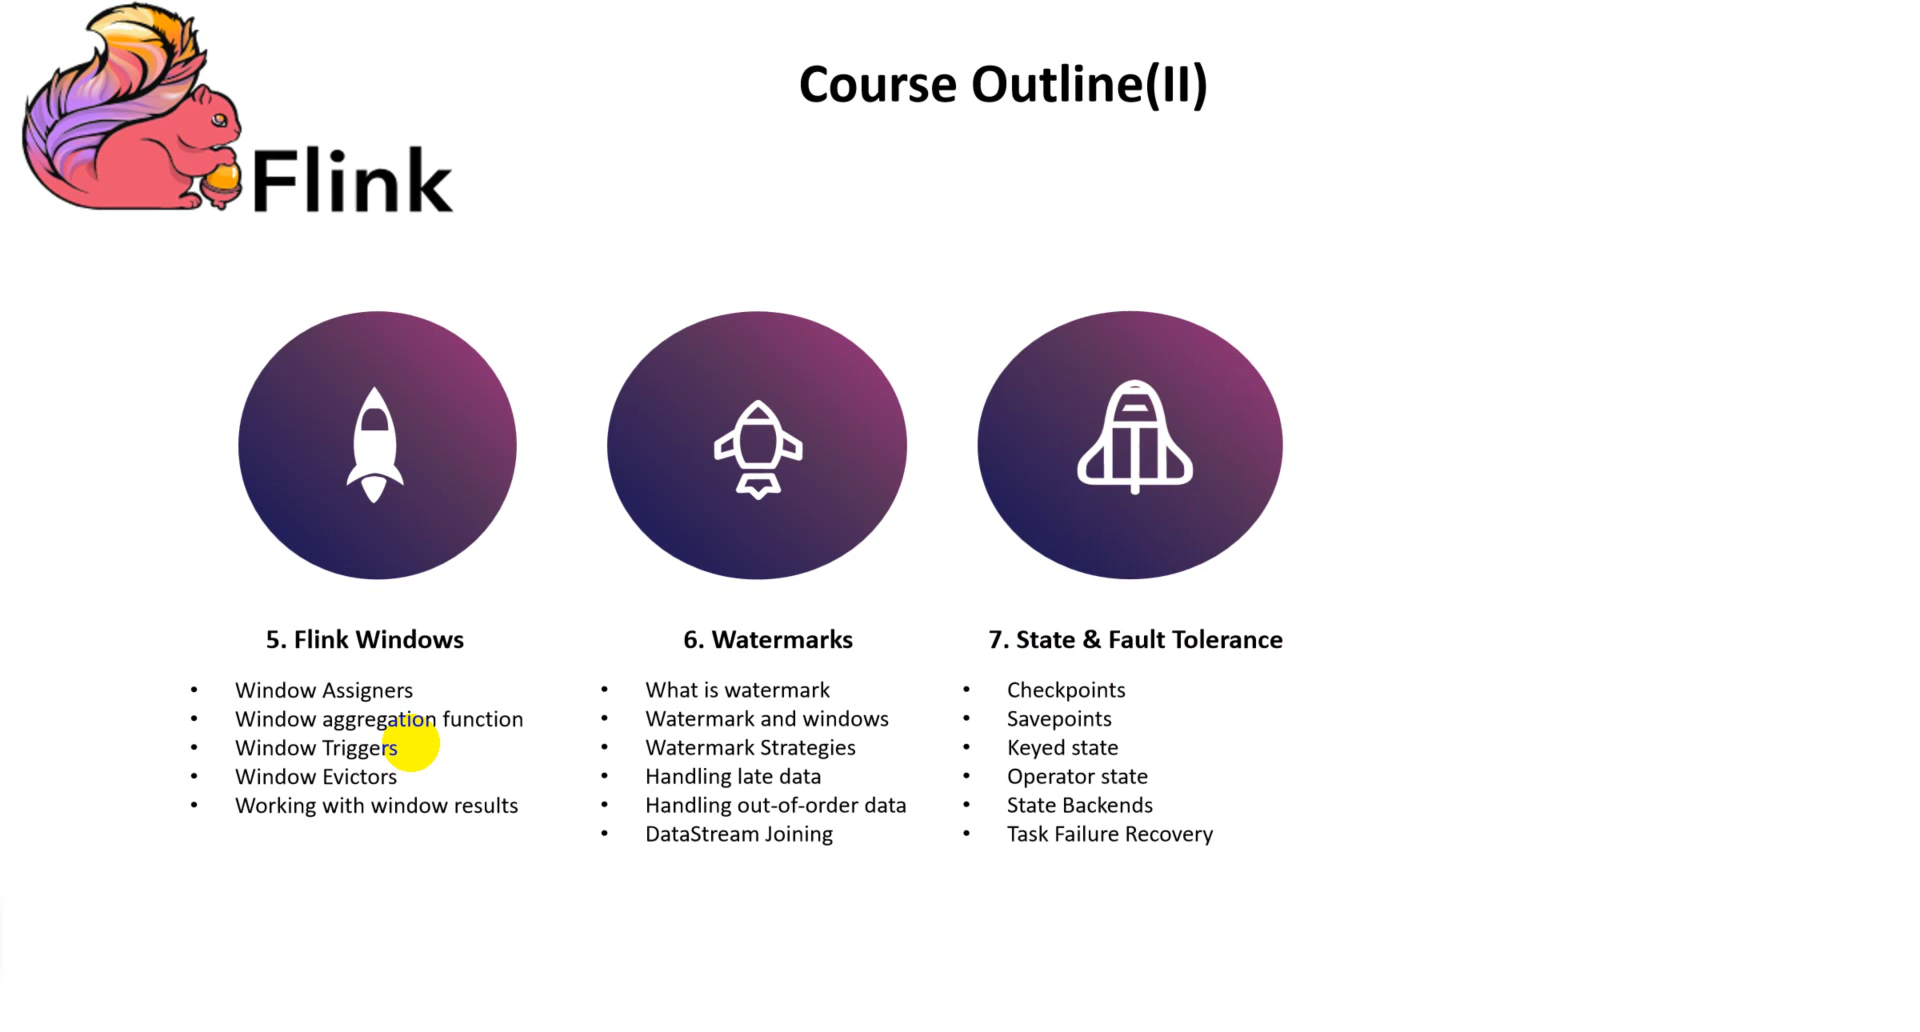 Flink
Course Outline(II)
5. Flink Windows
• Window Assigners
• Window aggregation function
• Window Triggers
• Window Evictors
• Working with window results
6. Watermarks
• What is watermark
• Watermark and windows
• Watermark Strategies
• Handling late data
• Handling out-of-order data
• DataStream Joining
7. State & Fault Tolerance
• Checkpoints
• Savepoints
• Keyed state
• Operator state
• State Backends
• Task Failure Recovery